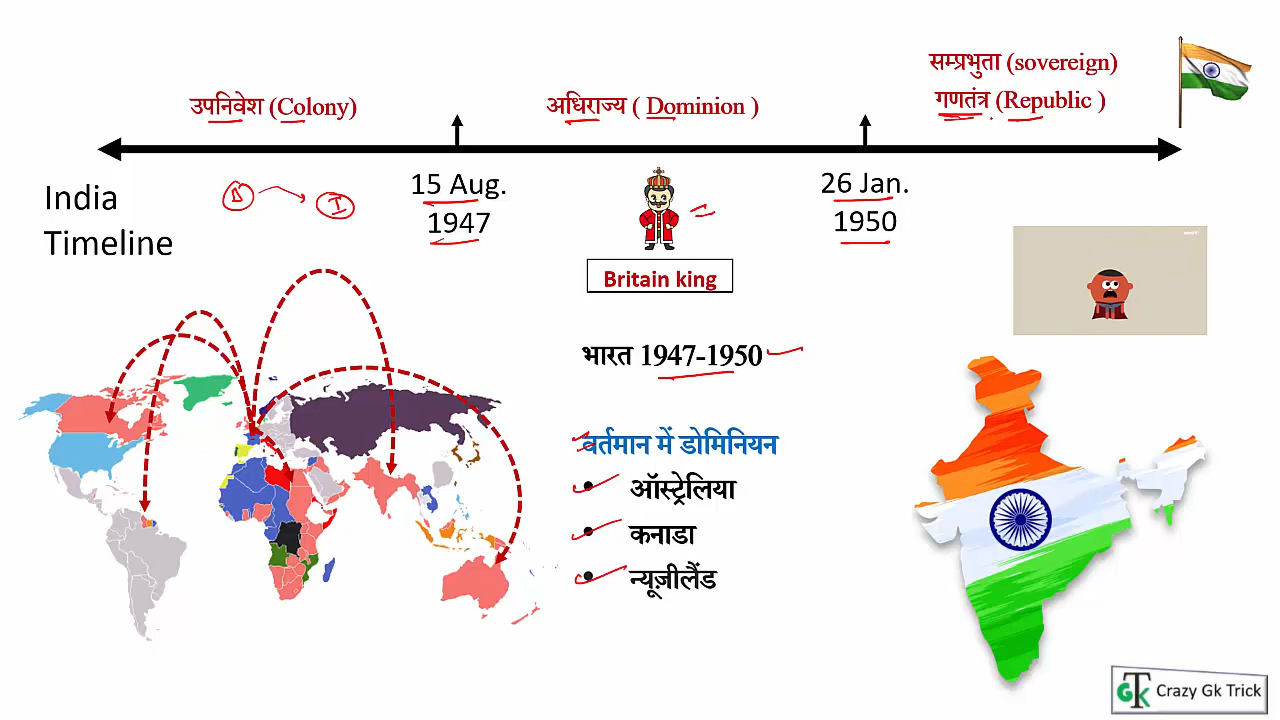 सम्प्रभुता (sovereign)
उपनिवेश (Colony)
अधिराज्य ( Dominion )
गणतंत्र (Republic )
India
Timeline
B
I
15 Aug.
1947
26 Jan.
1950
Britain king
भारत 1947-1950
वर्तमान में डोमिनियन
• ऑस्ट्रेलिया
• कनाडा
• न्यूज़ीलैंड
GTK Crazy Gk Trick